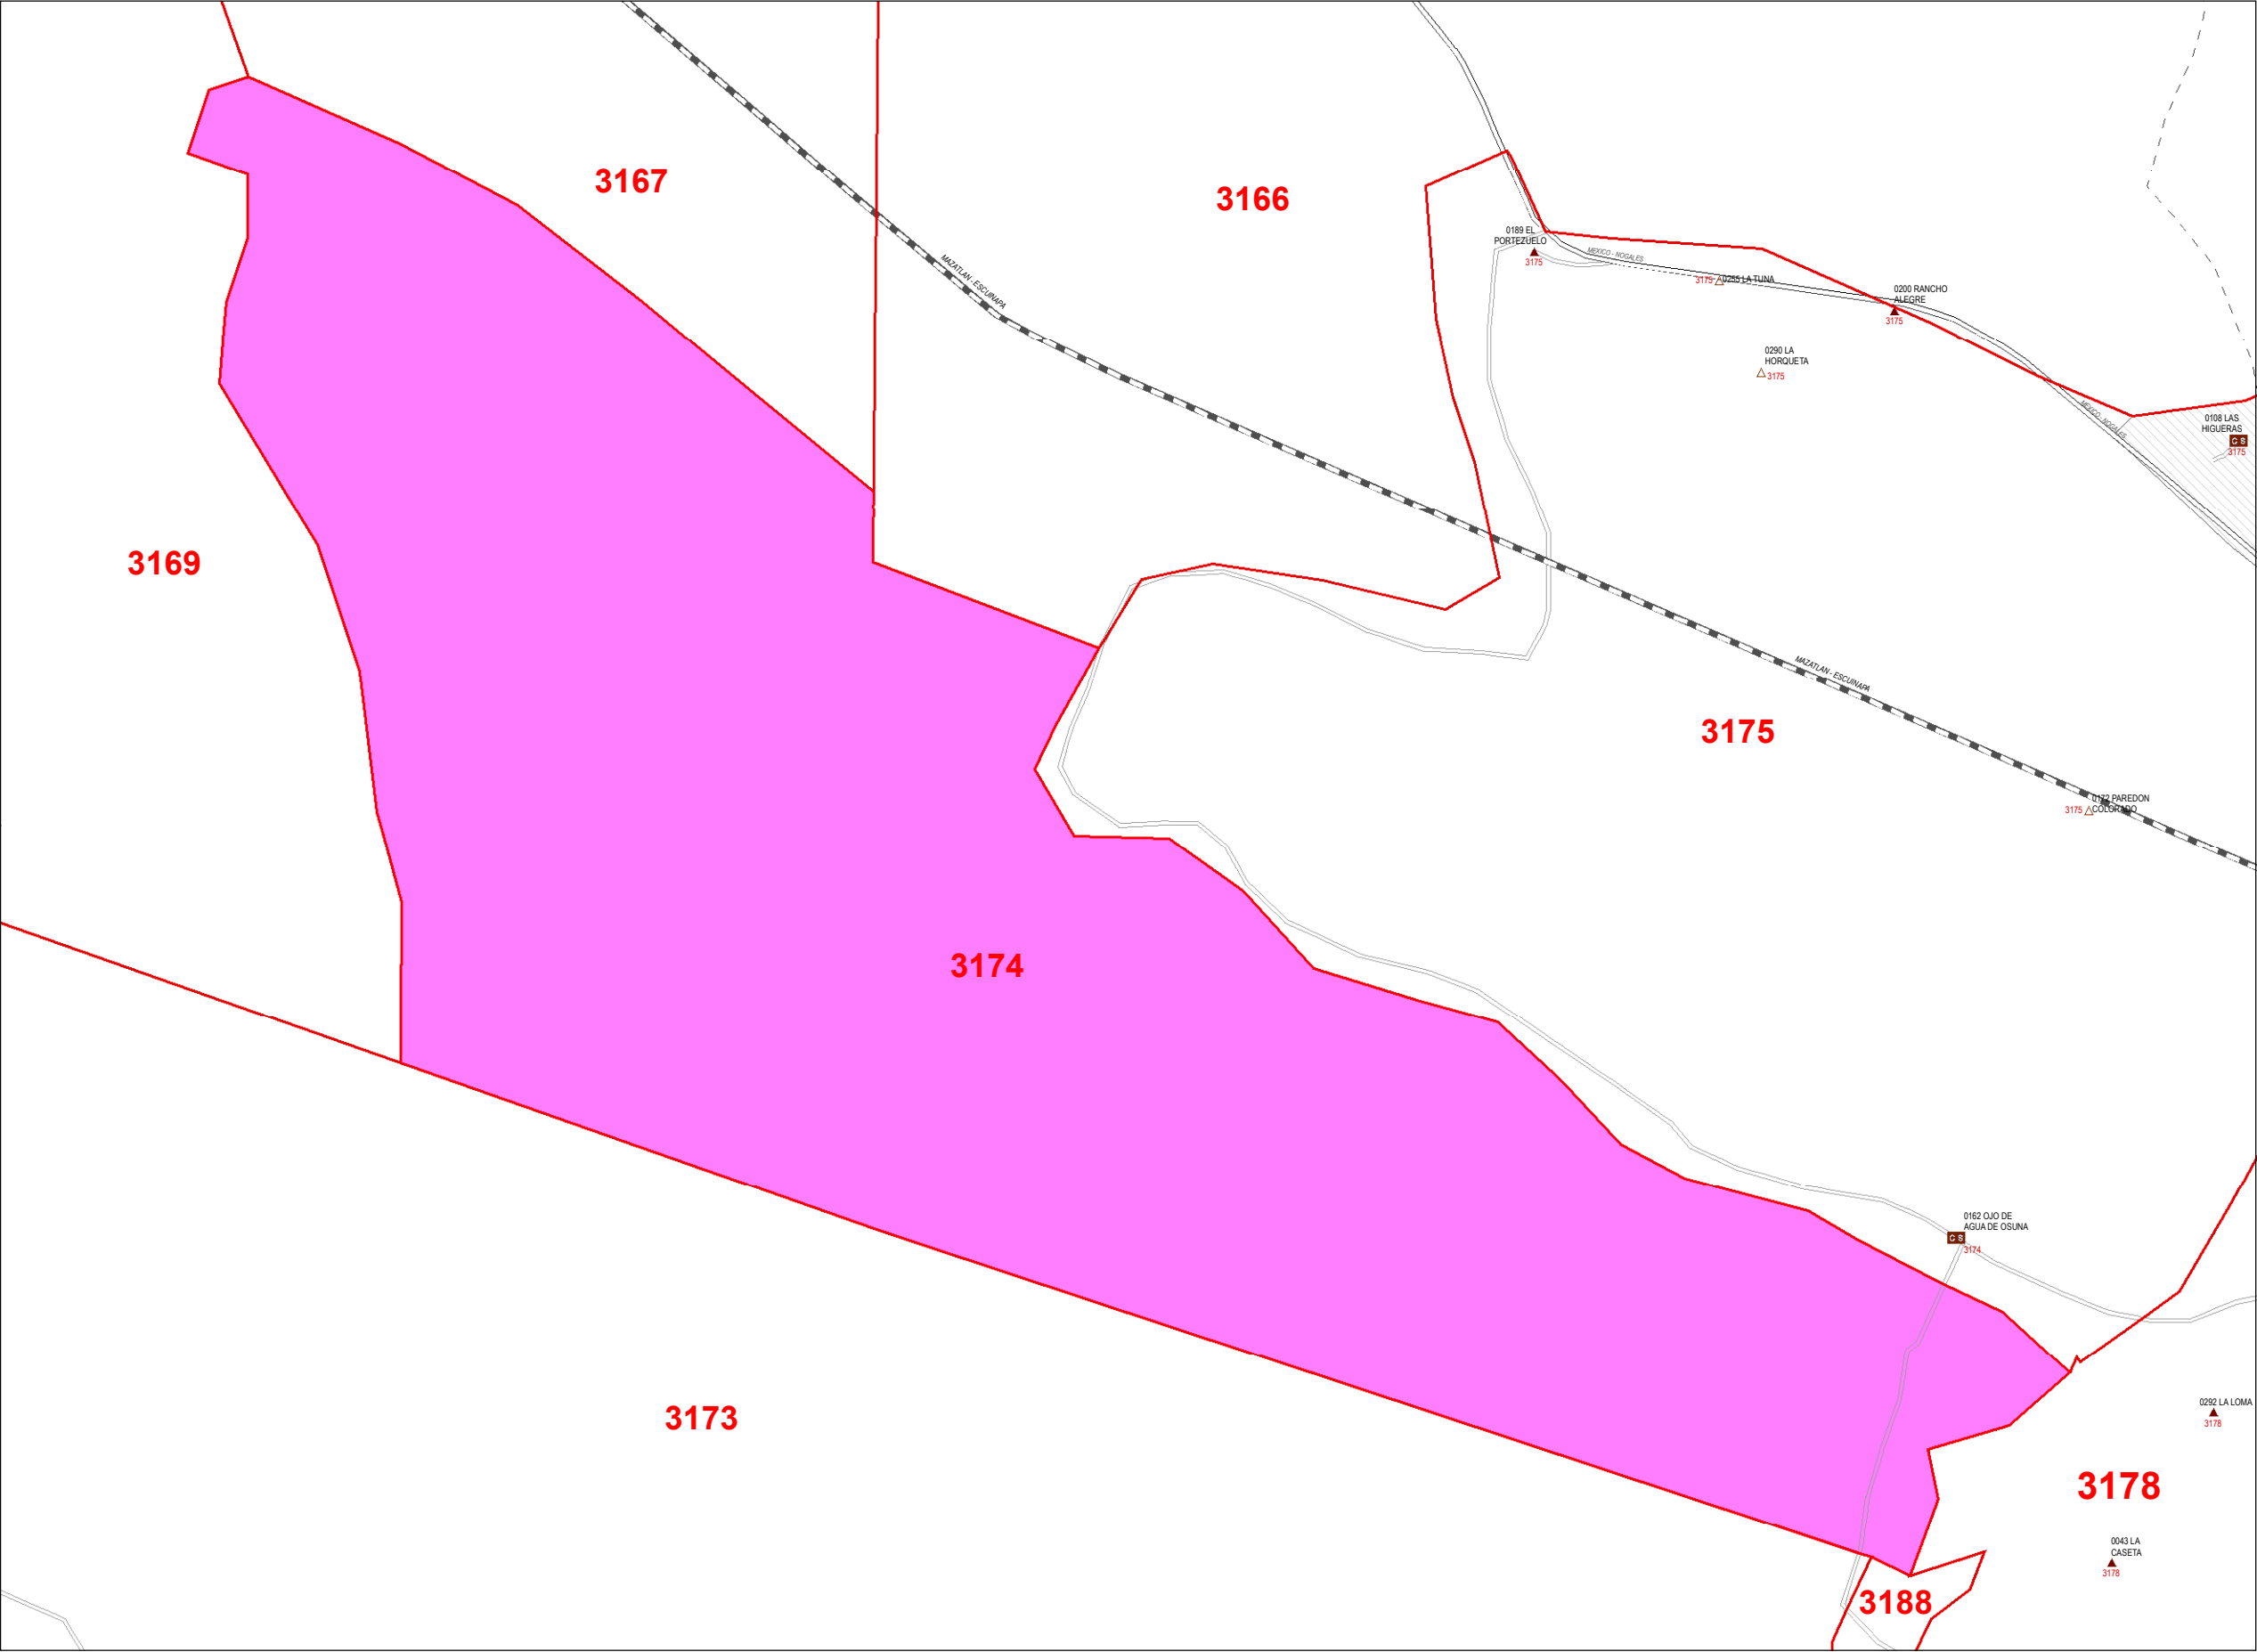 3167
3166
MAZATLAN - ESCUINAPA
0189 EL
PORTEZUELO
3175
MEXICO - NOGALES
3175
0255 LA TUNA
0200 RANCHO
ALEGRE
3175
0290 LA
HORQUETA
3175
MEXICO - NOGALES
0108 LAS
HIGUERAS
C S
3175
3169
MAZATLAN - ESCUINAPA
3175
0172 PAREDON
3175
COLORADO
3174
0162 OJO DE
AGUA DE OSUNA
C S
3174
3173
0292 LA LOMA
3178
3178
0043 LA
CASETA
3178
3188